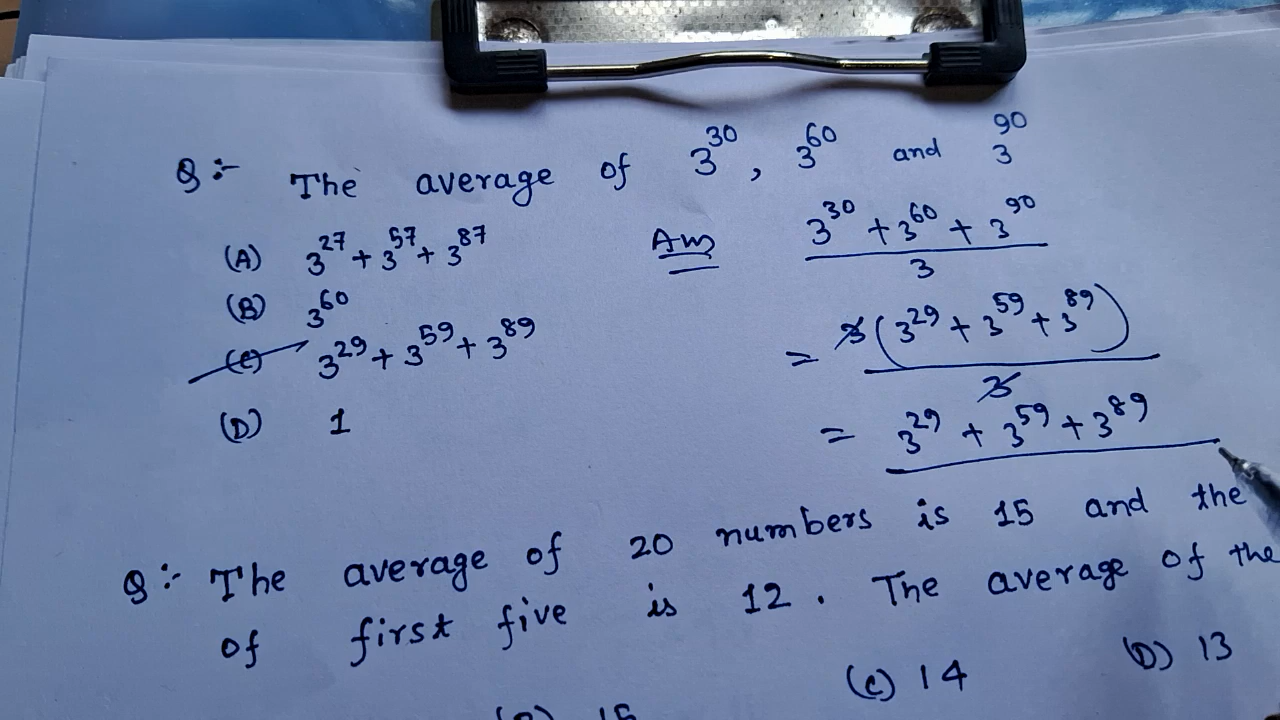 Q:- The average of 3^30, 3^60 and 3^90
(A) 3^27 + 3^57 + 3^87
(B) 3^60
(C) 3^29 + 3^59 + 3^89
(D) 1
Ans
3^30 + 3^60 + 3^90
3
= 3(3^29 + 3^59 + 3^89)
3
= 3^29 + 3^59 + 3^89
Q:- The average of 20 numbers is 15 and the
of first five is 12. The average of the
(C) 14 (D) 13